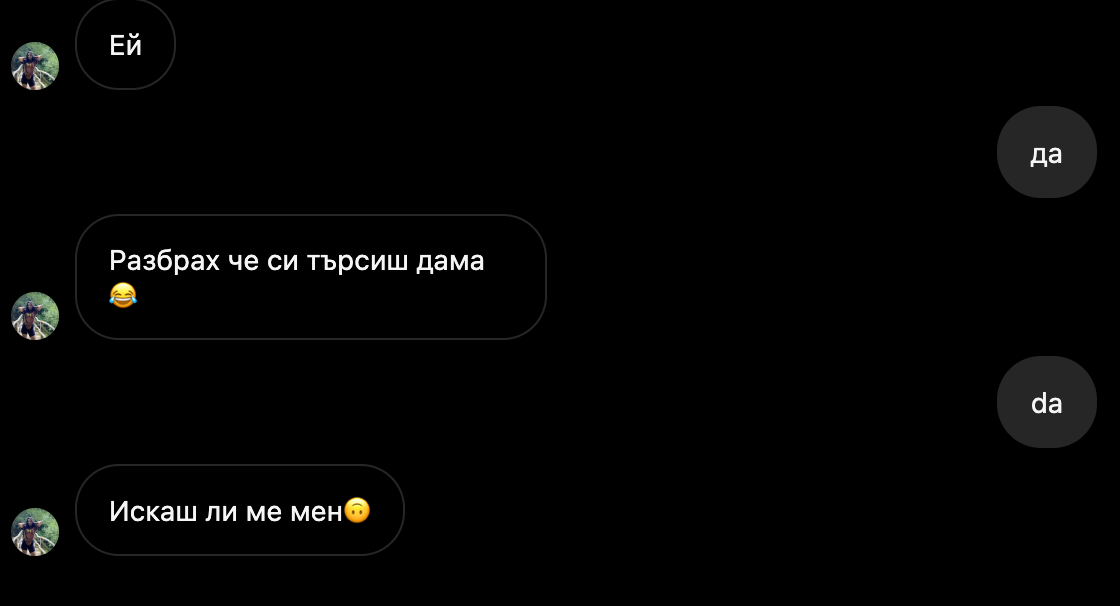 Ей
да
Разбрах че си търсиш дама
😂
da
Искаш ли ме мен🙃